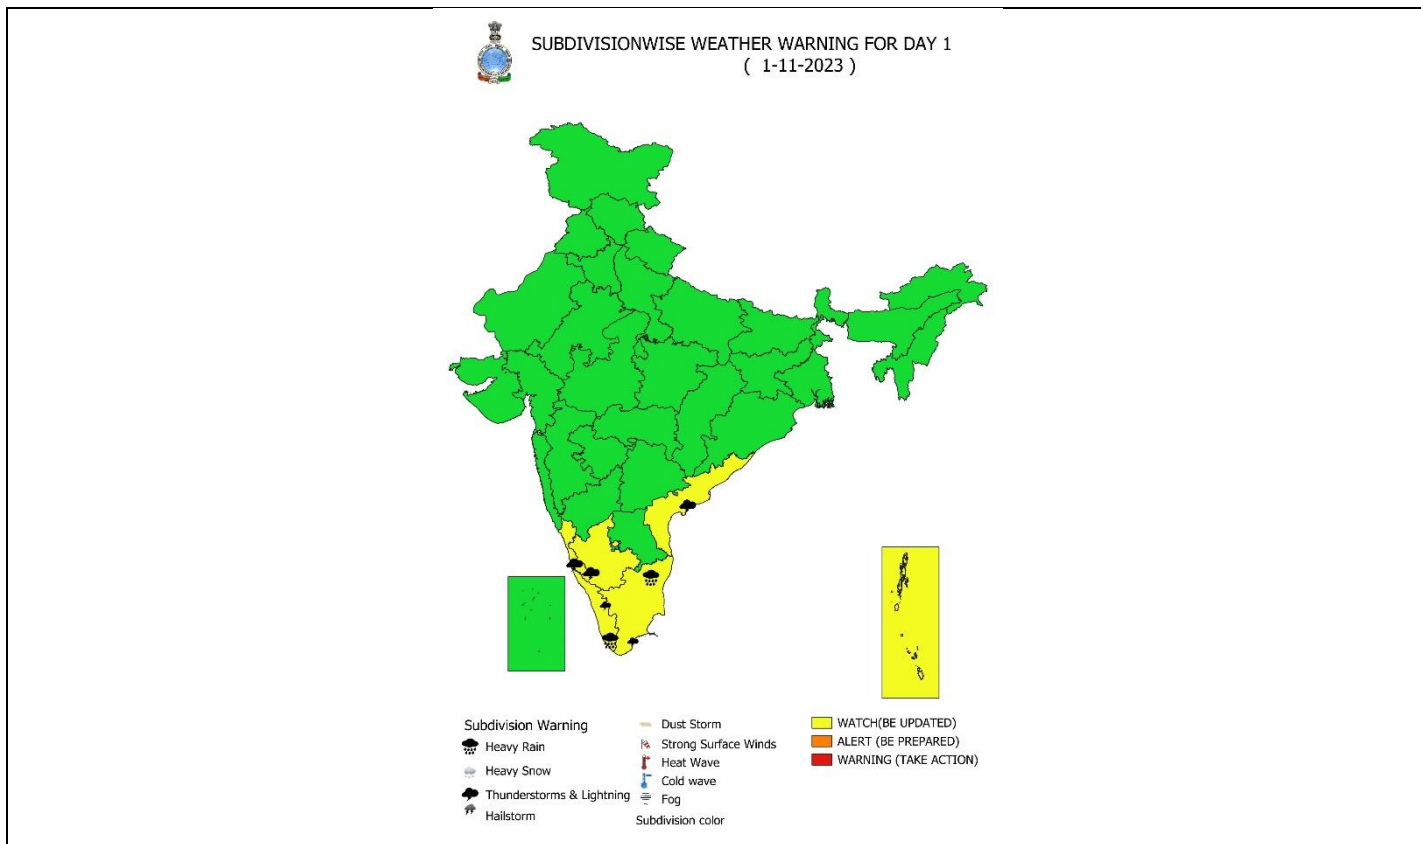 SUBDIVISIONWISE WEATHER WARNING FOR DAY 1
( 1-11-2023 )
Subdivision Warning
Heavy Rain
Heavy Snow
Thunderstorms & Lightning
Hailstorm
Dust Storm
Strong Surface Winds
Heat Wave
Cold wave
Fog
Subdivision color
WATCH(BE UPDATED)
ALERT (BE PREPARED)
WARNING (TAKE ACTION)